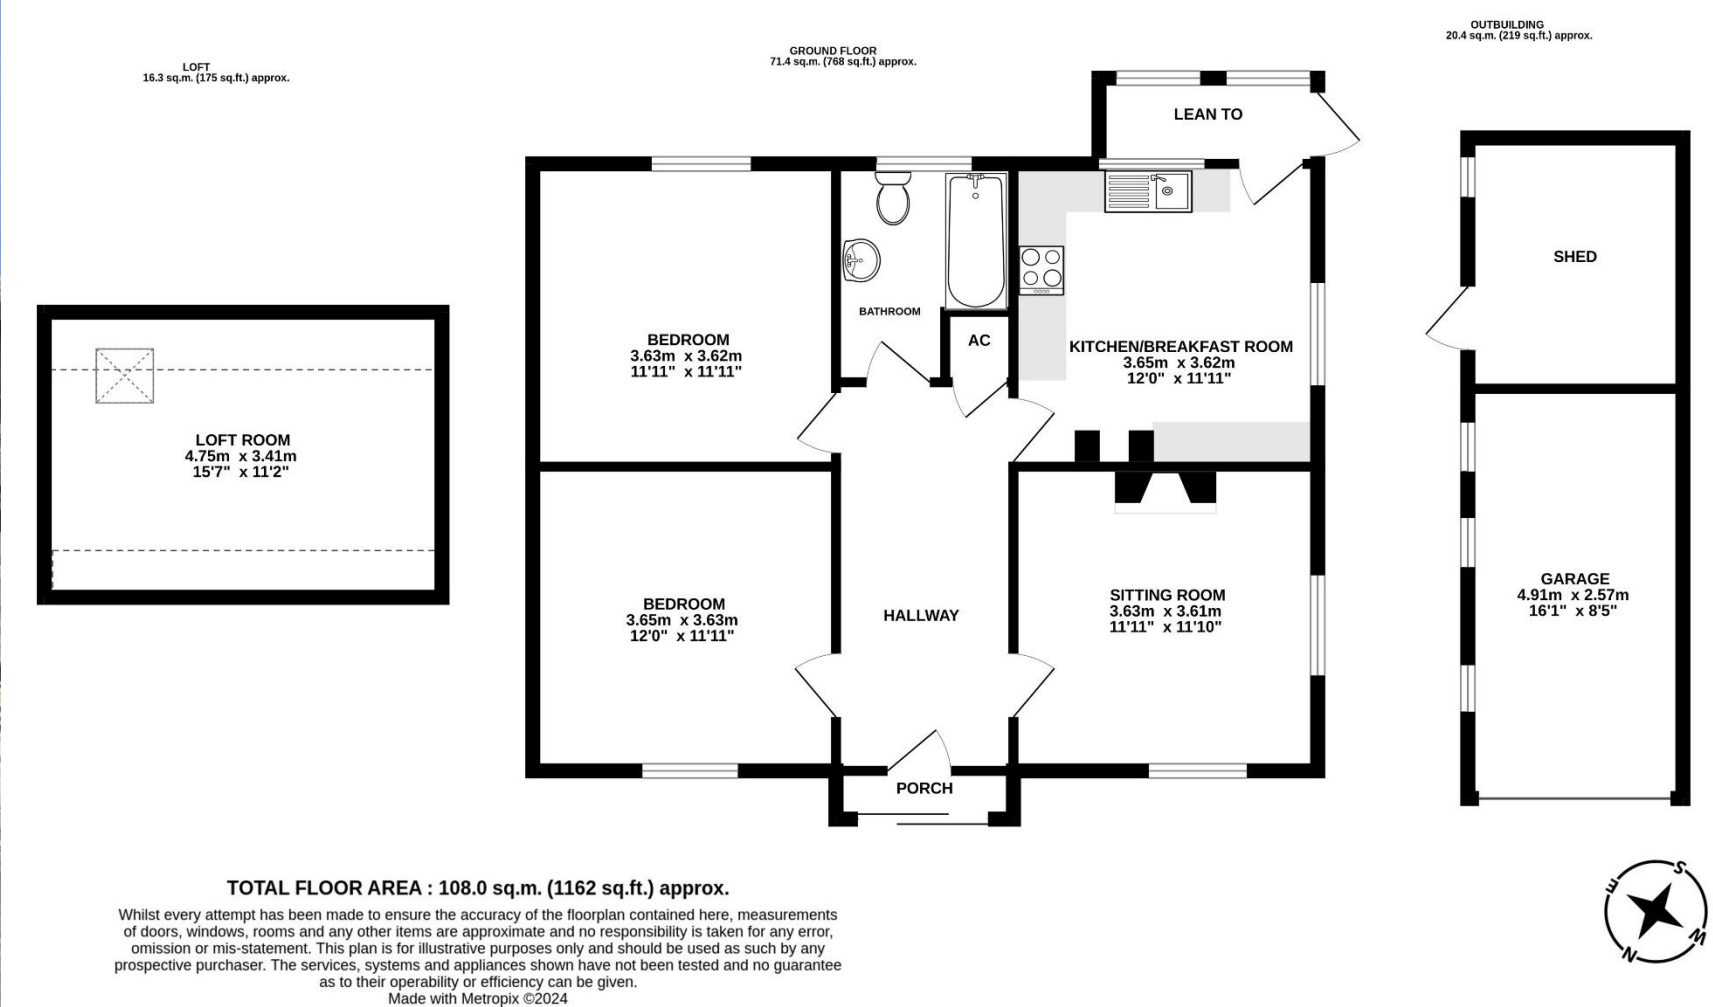 LOFT
16.3 sq.m. (175 sq.ft.) approx.
GROUND FLOOR
71.4 sq.m. (768 sq.ft.) approx.
OUTBUILDING
20.4 sq.m. (219 sq.ft.) approx.
LEAN TO
SHED
BATHROOM
AC
BEDROOM
3.63m x 3.62m
11'11" x 11'11"
KITCHEN/BREAKFAST ROOM
3.65m x 3.62m
12'0" x 11'11"
LOFT ROOM
4.75m x 3.41m
15'7" x 11'2"
BEDROOM
3.65m x 3.63m
12'0" x 11'11"
HALLWAY
SITTING ROOM
3.63m x 3.61m
11'11" x 11'10"
GARAGE
4.91m x 2.57m
16'1" x 8'5"
PORCH
S
E
W
N
TOTAL FLOOR AREA : 108.0 sq.m. (1162 sq.ft.) approx.
Whilst every attempt has been made to ensure the accuracy of the floorplan contained here, measurements
of doors, windows, rooms and any other items are approximate and no responsibility is taken for any error,
omission or mis-statement. This plan is for illustrative purposes only and should be used as such by any
prospective purchaser. The services, systems and appliances shown have not been tested and no guarantee
as to their operability or efficiency can be given.
Made with Metropix ©2024